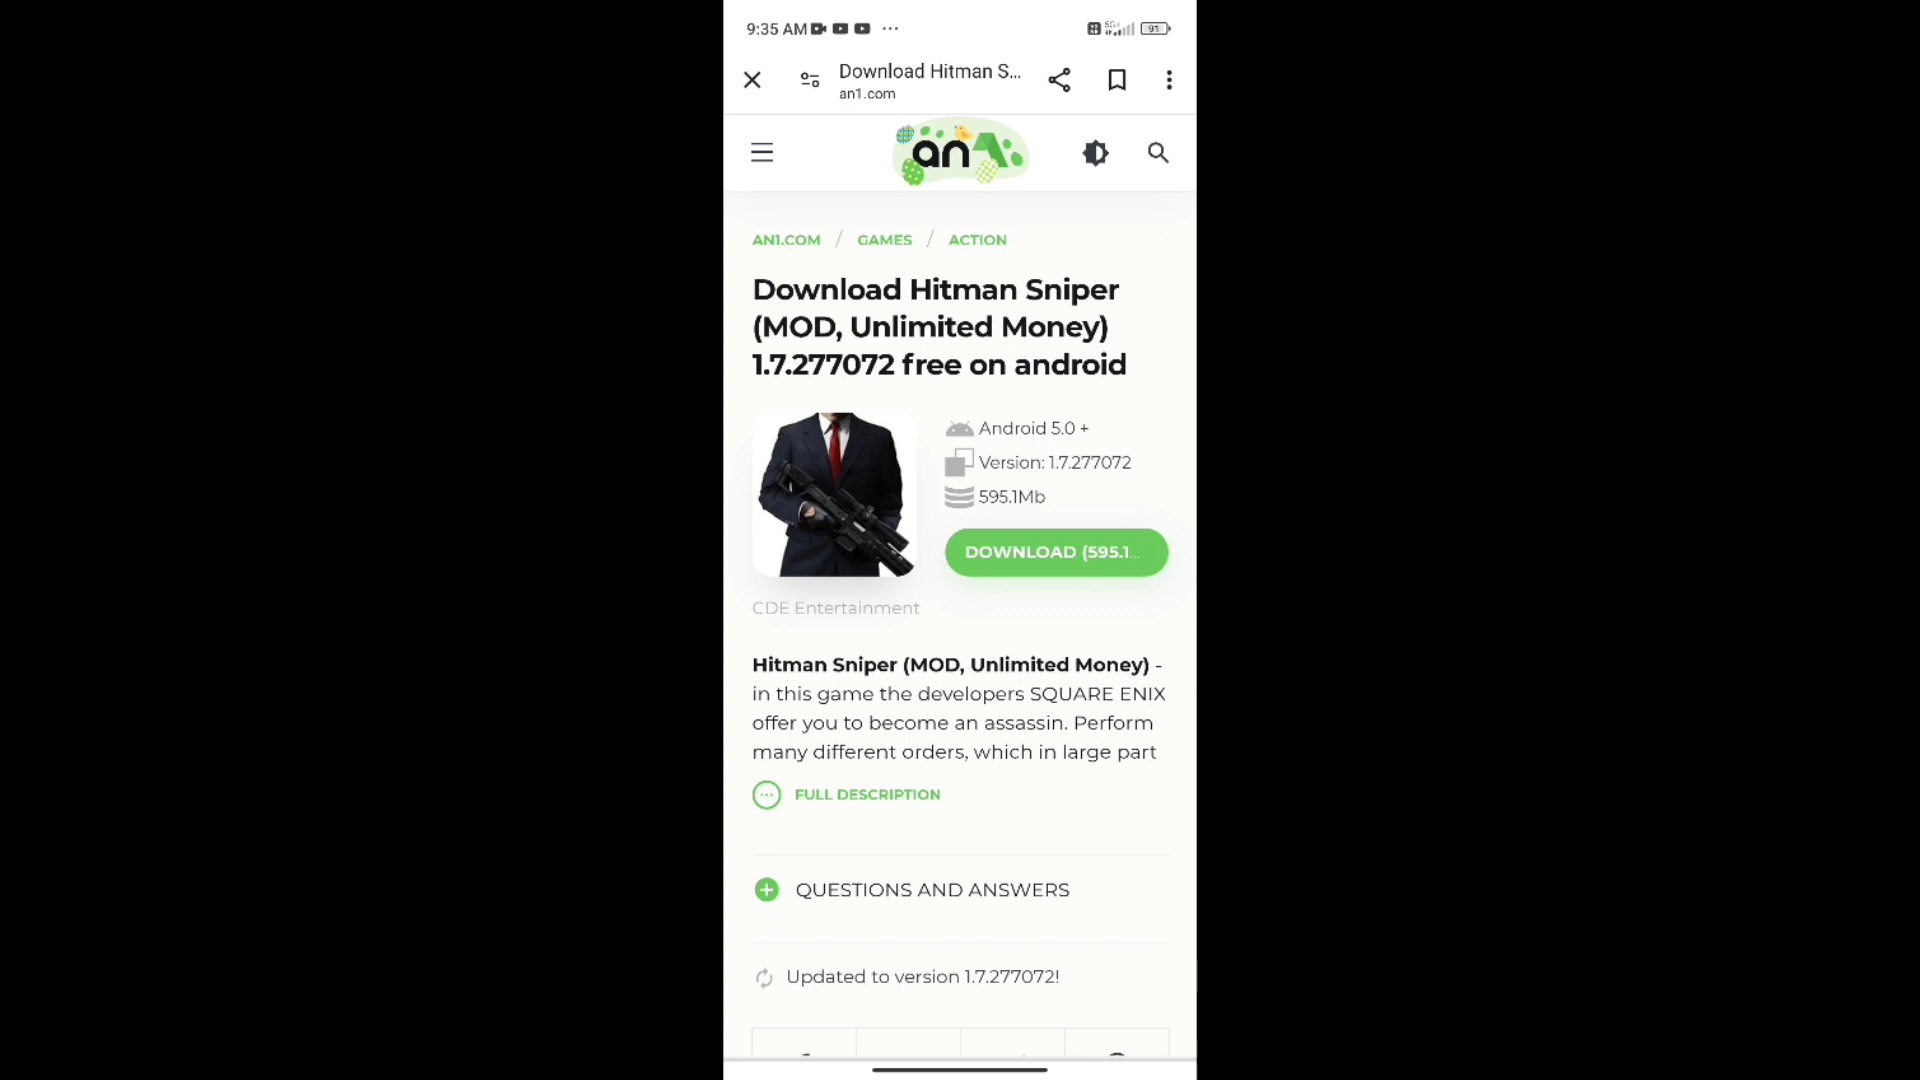 9:35 AM
5G+
91
Download Hitman S...
an1.com
an
AN1.COM / GAMES / ACTION
Download Hitman Sniper
(MOD, Unlimited Money)
1.7.277072 free on android
Android 5.0 +
Version: 1.7.277072
595.1Mb
DOWNLOAD (595.1...
CDE Entertainment
Hitman Sniper (MOD, Unlimited Money) -
in this game the developers SQUARE ENIX
offer you to become an assassin. Perform
many different orders, which in large part
FULL DESCRIPTION
QUESTIONS AND ANSWERS
Updated to version 1.7.277072!